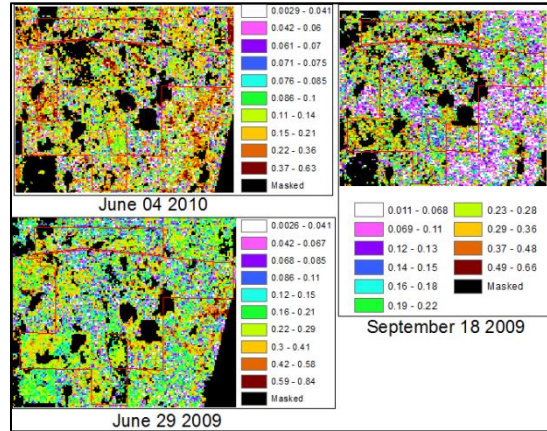 0.0029 - 0.041
0.042 - 0.06
0.061 - 0.07
0.071 - 0.075
0.076 - 0.085
0.086 - 0.1
0.11 - 0.14
0.15 - 0.21
0.22 - 0.36
0.37 - 0.63
Masked
June 04 2010
0.0026 - 0.041
0.042 - 0.067
0.068 - 0.085
0.086 - 0.11
0.12 - 0.15
0.16 - 0.21
0.22 - 0.29
0.3 - 0.41
0.42 - 0.58
0.59 - 0.84
Masked
June 29 2009
0.011 - 0.068
0.069 - 0.11
0.12 - 0.13
0.14 - 0.15
0.16 - 0.18
0.19 - 0.22
0.23 - 0.28
0.29 - 0.36
0.37 - 0.48
0.49 - 0.66
Masked
September 18 2009